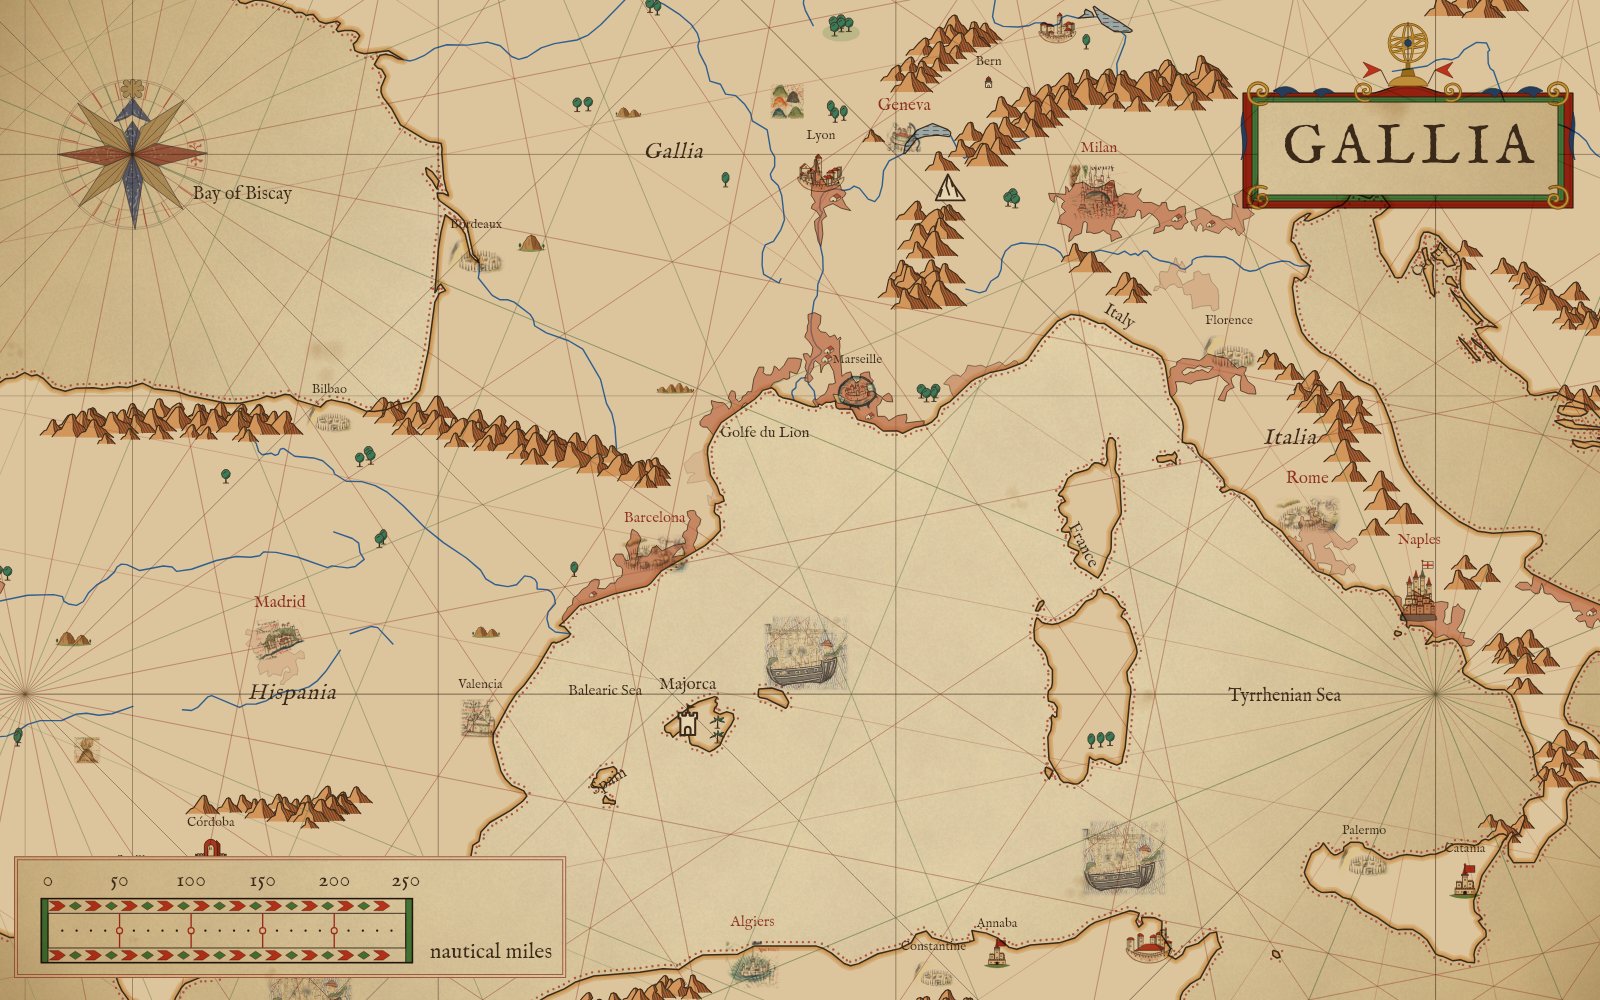 Bern
Geneva
GALLIA
Lyon
Gallia
Milan
Bay of Biscay
Bordeaux
Italy
Florence
Marseille
Bilbao
Golfe du Lion
Italia
Rome
Barcelona
France
Naples
Madrid
Hispania
Valencia
Balearic Sea
Majorca
Tyrrhenian Sea
Spain
Córdoba
Palermo
Catania
0 50 100 150 200 250
nautical miles
Algiers
Annaba
Constantine